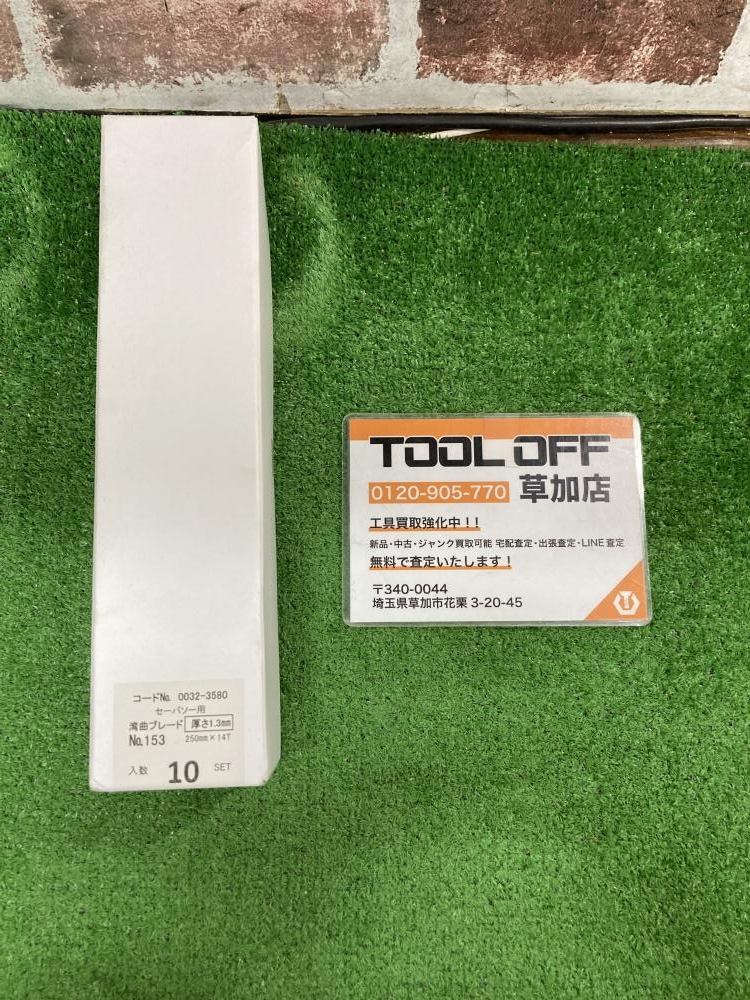 コードNo. 0032-3580
セーバソー用
湾曲ブレード 厚さ1.3mm
No.153 250mm×14T
入数 10 SET
TOOL OFF
0120-905-770 草加店
工具買取強化中！！
新品・中古・ジャンク買取可能 宅配査定・出張査定・LINE査定
無料で査定いたします！
〒340-0044
埼玉県草加市花栗 3-20-45